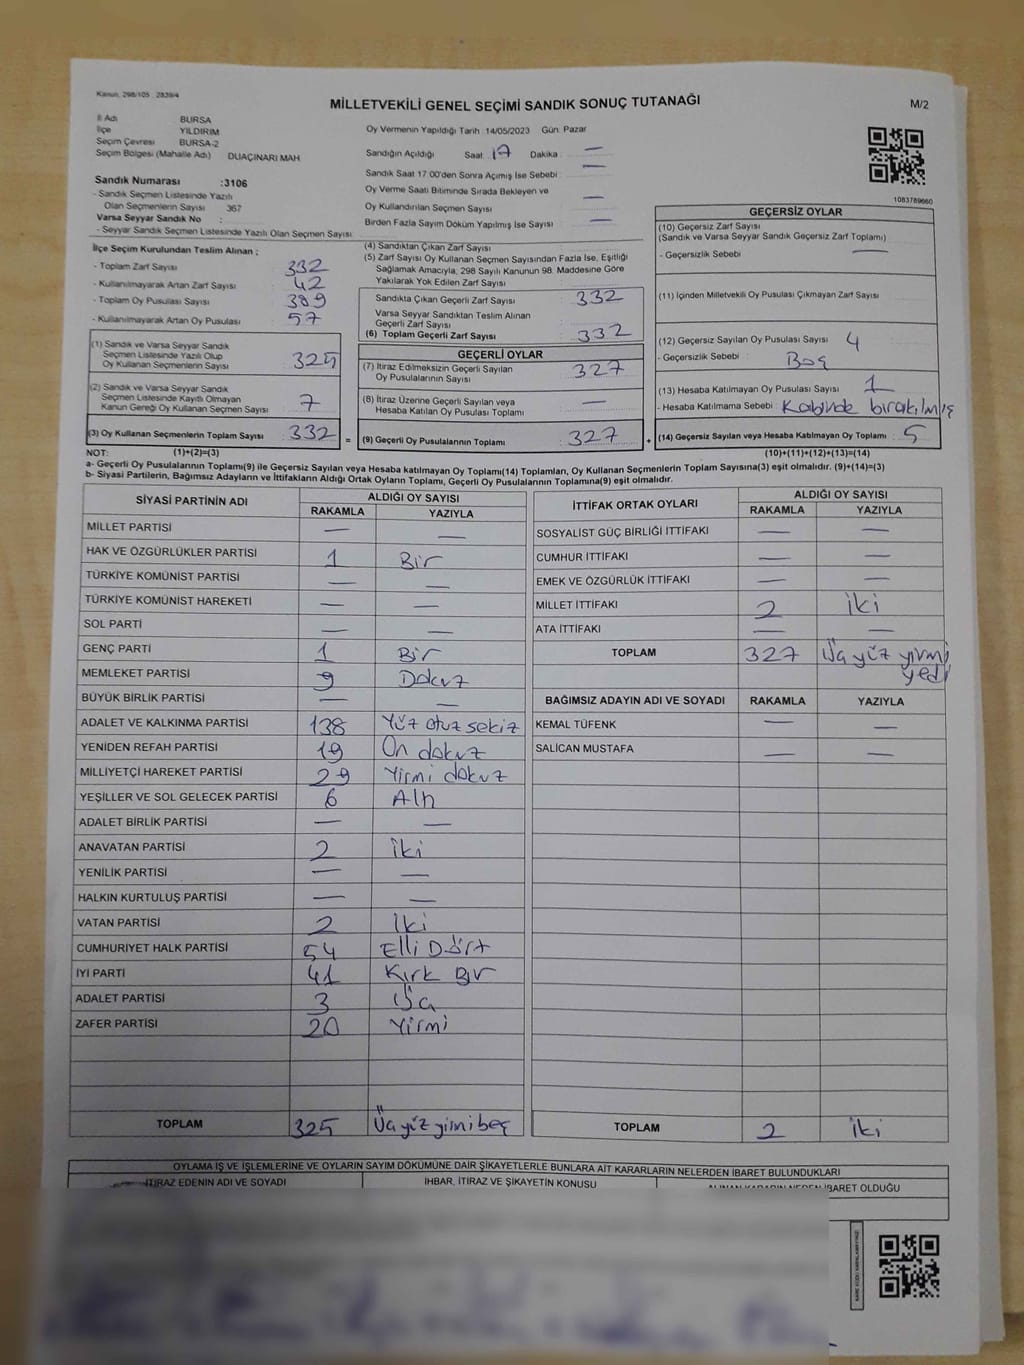 Kanun, 298/105 2839/4
MİLLETVEKİLİ GENEL SEÇİMİ SANDIK SONUÇ TUTANAĞI
M/2
İl Adı BURSA
İlçe YILDIRIM
Seçim Çevresi BURSA-2
Seçim Bölgesi (Mahalle Adı) DUAÇINARI MAH
Sandık Numarası :3106
- Sandık Seçmen Listesinde Yazılı
Olan Seçmenlerin Sayısı 367
Varsa Seyyar Sandık No :
- Seyyar Sandık Seçmen Listesinde Yazılı Olan Seçmen Sayısı
Oy Vermenin Yapıldığı Tarih 14/05/2023 Gün: Pazar
Sandığın Açıldığı Saat 17 Dakika : —
Sandık Saat 17:00'den Sonra Açımış İse Sebebi : —
Oy Verme Saati Bitiminde Sırada Bekleyen ve
Oy Kullandırılan Seçmen Sayısı —
Birden Fazla Sayım Döküm Yapılmış İse Sayısı —
1083789660
İlçe Seçim Kurulundan Teslim Alınan ;
- Toplam Zarf Sayısı 332
- Kullanılmayarak Artan Zarf Sayısı 42
- Toplam Oy Pusulası Sayısı 389
- Kullanılmayarak Artan Oy Pusulası 57
(1) Sandık ve Varsa Seyyar Sandık
Seçmen Listesinde Yazılı Olup
Oy Kullanan Seçmenlerin Sayısı 325
(2) Sandık ve Varsa Seyyar Sandık
Seçmen Listesinde Kayıtlı Olmayan
Kanun Gereği Oy Kullanan Seçmen Sayısı 7
(3) Oy Kullanan Seçmenlerin Toplam Sayısı 332 =
(4) Sandıktan Çıkan Zarf Sayısı
(5) Zarf Sayısı Oy Kullanan Seçmen Sayısından Fazla İse, Eşitliği
Sağlamak Amacıyla, 298 Sayılı Kanunun 98. Maddesine Göre
Yakılarak Yok Edilen Zarf Sayısı
Sandıkta Çıkan Geçerli Zarf Sayısı 332
Varsa Seyyar Sandıktan Teslim Alınan
Geçerli Zarf Sayısı
(6) Toplam Geçerli Zarf Sayısı 332
GEÇERLİ OYLAR
(7) İtiraz Edilmeksizin Geçerli Sayılan
Oy Pusulalarının Sayısı 327
(8) İtiraz Üzerine Geçerli Sayılan veya
Hesaba Katılan Oy Pusulası Toplamı —
(9) Geçerli Oy Pusulalarının Toplamı 327 +
GEÇERSİZ OYLAR
(10) Geçersiz Zarf Sayısı
(Sandık ve Varsa Seyyar Sandık Geçersiz Zarf Toplamı)
- Geçersizlik Sebebi —
(11) İçinden Milletvekili Oy Pusulası Çıkmayan Zarf Sayısı
(12) Geçersiz Sayılan Oy Pusulası Sayısı 4
- Geçersizlik Sebebi Boş
(13) Hesaba Katılmayan Oy Pusulası Sayısı 1
- Hesaba Katılmama Sebebi : Kabinde bırakılmış
(14) Geçersiz Sayılan veya Hesaba Katılmayan Oy Toplamı 5
NOT: (1)+(2)=(3) (10)+(11)+(12)+(13)=(14)
a- Geçerli Oy Pusulalarının Toplamı(9) ile Geçersiz Sayılan veya Hesaba katılmayan Oy Toplamı(14) Toplamları, Oy Kullanan Seçmenlerin Toplam Sayısına(3) eşit olmalıdır. (9)+(14)=(3)
b- Siyasi Partilerin, Bağımsız Adayların ve İttifakların Aldığı Ortak Oyların Toplamı, Geçerli Oy Pusulalarının Toplamına(9) eşit olmalıdır.
SİYASİ PARTİNİN ADI ALDIĞI OY SAYISI
RAKAMLA YAZIYLA
MİLLET PARTİSİ — —
HAK VE ÖZGÜRLÜKLER PARTİSİ 1 Bir
TÜRKİYE KOMÜNİST PARTİSİ — —
TÜRKİYE KOMÜNİST HAREKETİ — —
SOL PARTİ — —
GENÇ PARTİ 1 Bir
MEMLEKET PARTİSİ 9 Dokuz
BÜYÜK BİRLİK PARTİSİ — —
ADALET VE KALKINMA PARTİSİ 138 Yüz otuz sekiz
YENİDEN REFAH PARTİSİ 19 On dokuz
MİLLİYETÇİ HAREKET PARTİSİ 29 Yirmi dokuz
YEŞİLLER VE SOL GELECEK PARTİSİ 6 Altı
ADALET BİRLİK PARTİSİ — —
ANAVATAN PARTİSİ 2 İki
YENİLİK PARTİSİ — —
HALKIN KURTULUŞ PARTİSİ — —
VATAN PARTİSİ 2 İki
CUMHURİYET HALK PARTİSİ 54 Elli Dört
İYİ PARTİ 41 Kırk Bir
ADALET PARTİSİ 3 Üç
ZAFER PARTİSİ 20 Yirmi
TOPLAM 325 Üç yüz yirmi beş
İTTİFAK ORTAK OYLARI ALDIĞI OY SAYISI
RAKAMLA YAZIYLA
SOSYALİST GÜÇ BİRLİĞİ İTTİFAKI — —
CUMHUR İTTİFAKI — —
EMEK VE ÖZGÜRLÜK İTTİFAKI — —
MİLLET İTTİFAKI 2 İki
ATA İTTİFAKI — —
TOPLAM 327 Üç yüz yirmi
yedi
BAĞIMSIZ ADAYIN ADI VE SOYADI RAKAMLA YAZIYLA
KEMAL TÜFENK — —
SALİCAN MUSTAFA — —
TOPLAM 2 İki
OYLAMA İŞ VE İŞLEMLERİNE VE OYLARIN SAYIM DÖKÜMÜNE DAİR ŞİKAYETLERLE BUNLARA AİT KARARLARIN NELERDEN İBARET BULUNDUKLARI
İTİRAZ EDENİN ADI VE SOYADI İHBAR, İTİRAZ VE ŞİKAYETİN KONUSU ALINAN KARARIN NEDEN İBARET OLDUĞU